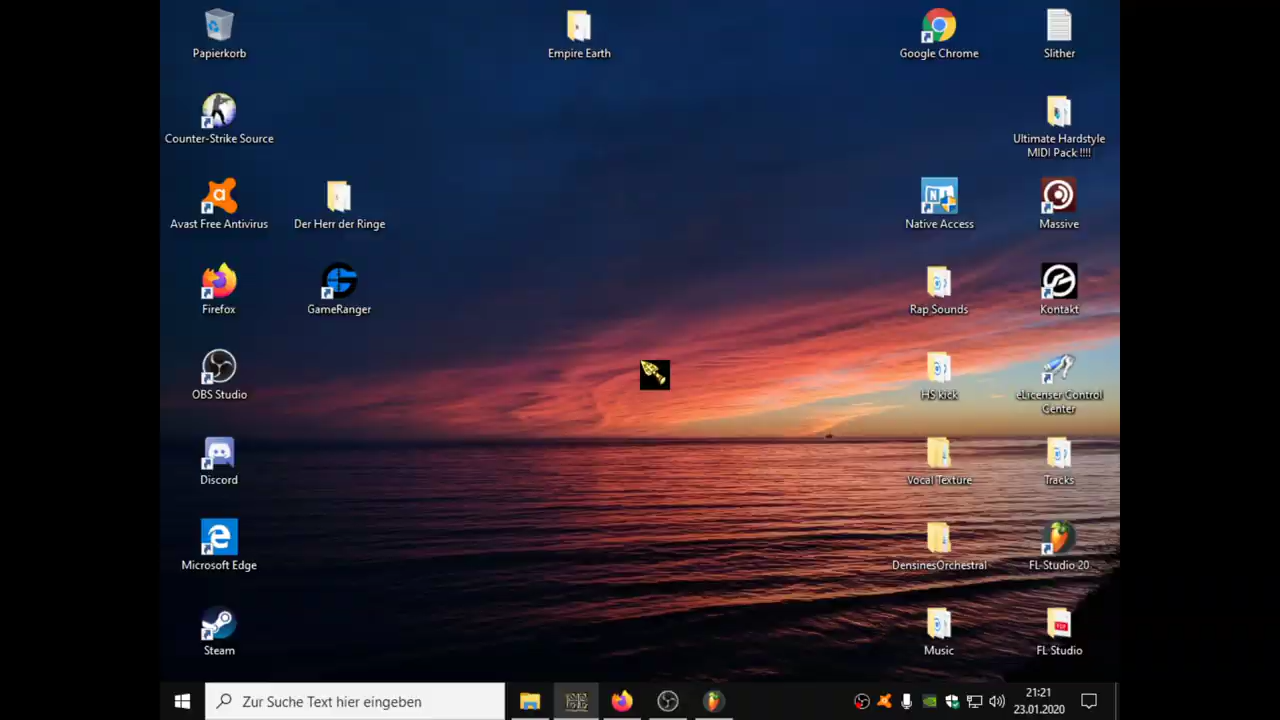 Papierkorb
Empire Earth
Google Chrome
Slither
Counter-Strike Source
Ultimate Hardstyle
MIDI Pack !!!!
Avast Free Antivirus
Der Herr der Ringe
Native Access
Massive
Firefox
GameRanger
Rap Sounds
Kontakt
OBS Studio
HS kick
eLicenser Control
Center
Discord
Vocal Texture
Tracks
Microsoft Edge
DensinesOrchestral
FL Studio 20
Steam
Music
FL Studio
Zur Suche Text hier eingeben
21:21
23.01.2020